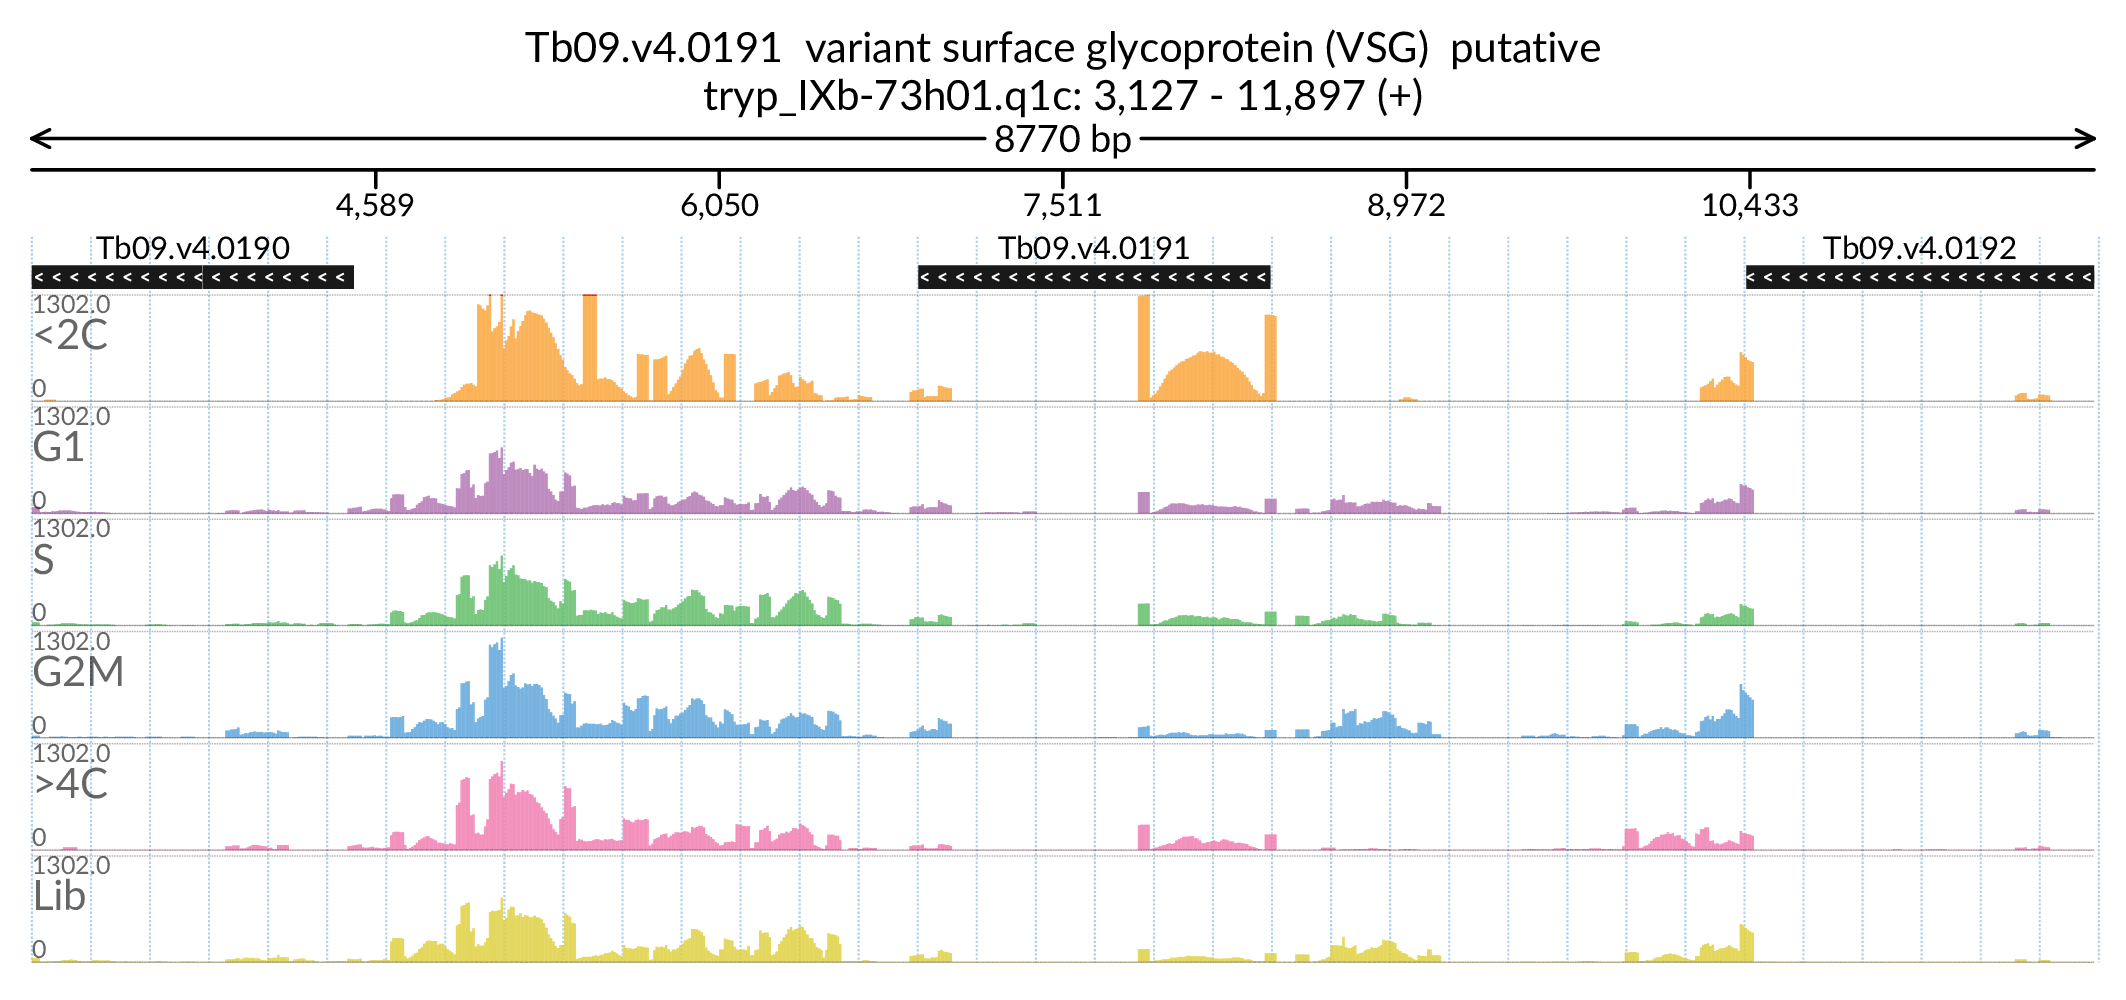 Tb09.v4.0191 variant surface glycoprotein (VSG) putative
tryp_IXb-73h01.q1c: 3,127 - 11,897 (+)
8770 bp
4,589 6,050 7,511 8,972 10,433
Tb09.v4.0190 Tb09.v4.0191 Tb09.v4.0192
1302.0
<2C
0
1302.0
G1
0
1302.0
S
0
1302.0
G2M
0
1302.0
>4C
0
1302.0
Lib
0